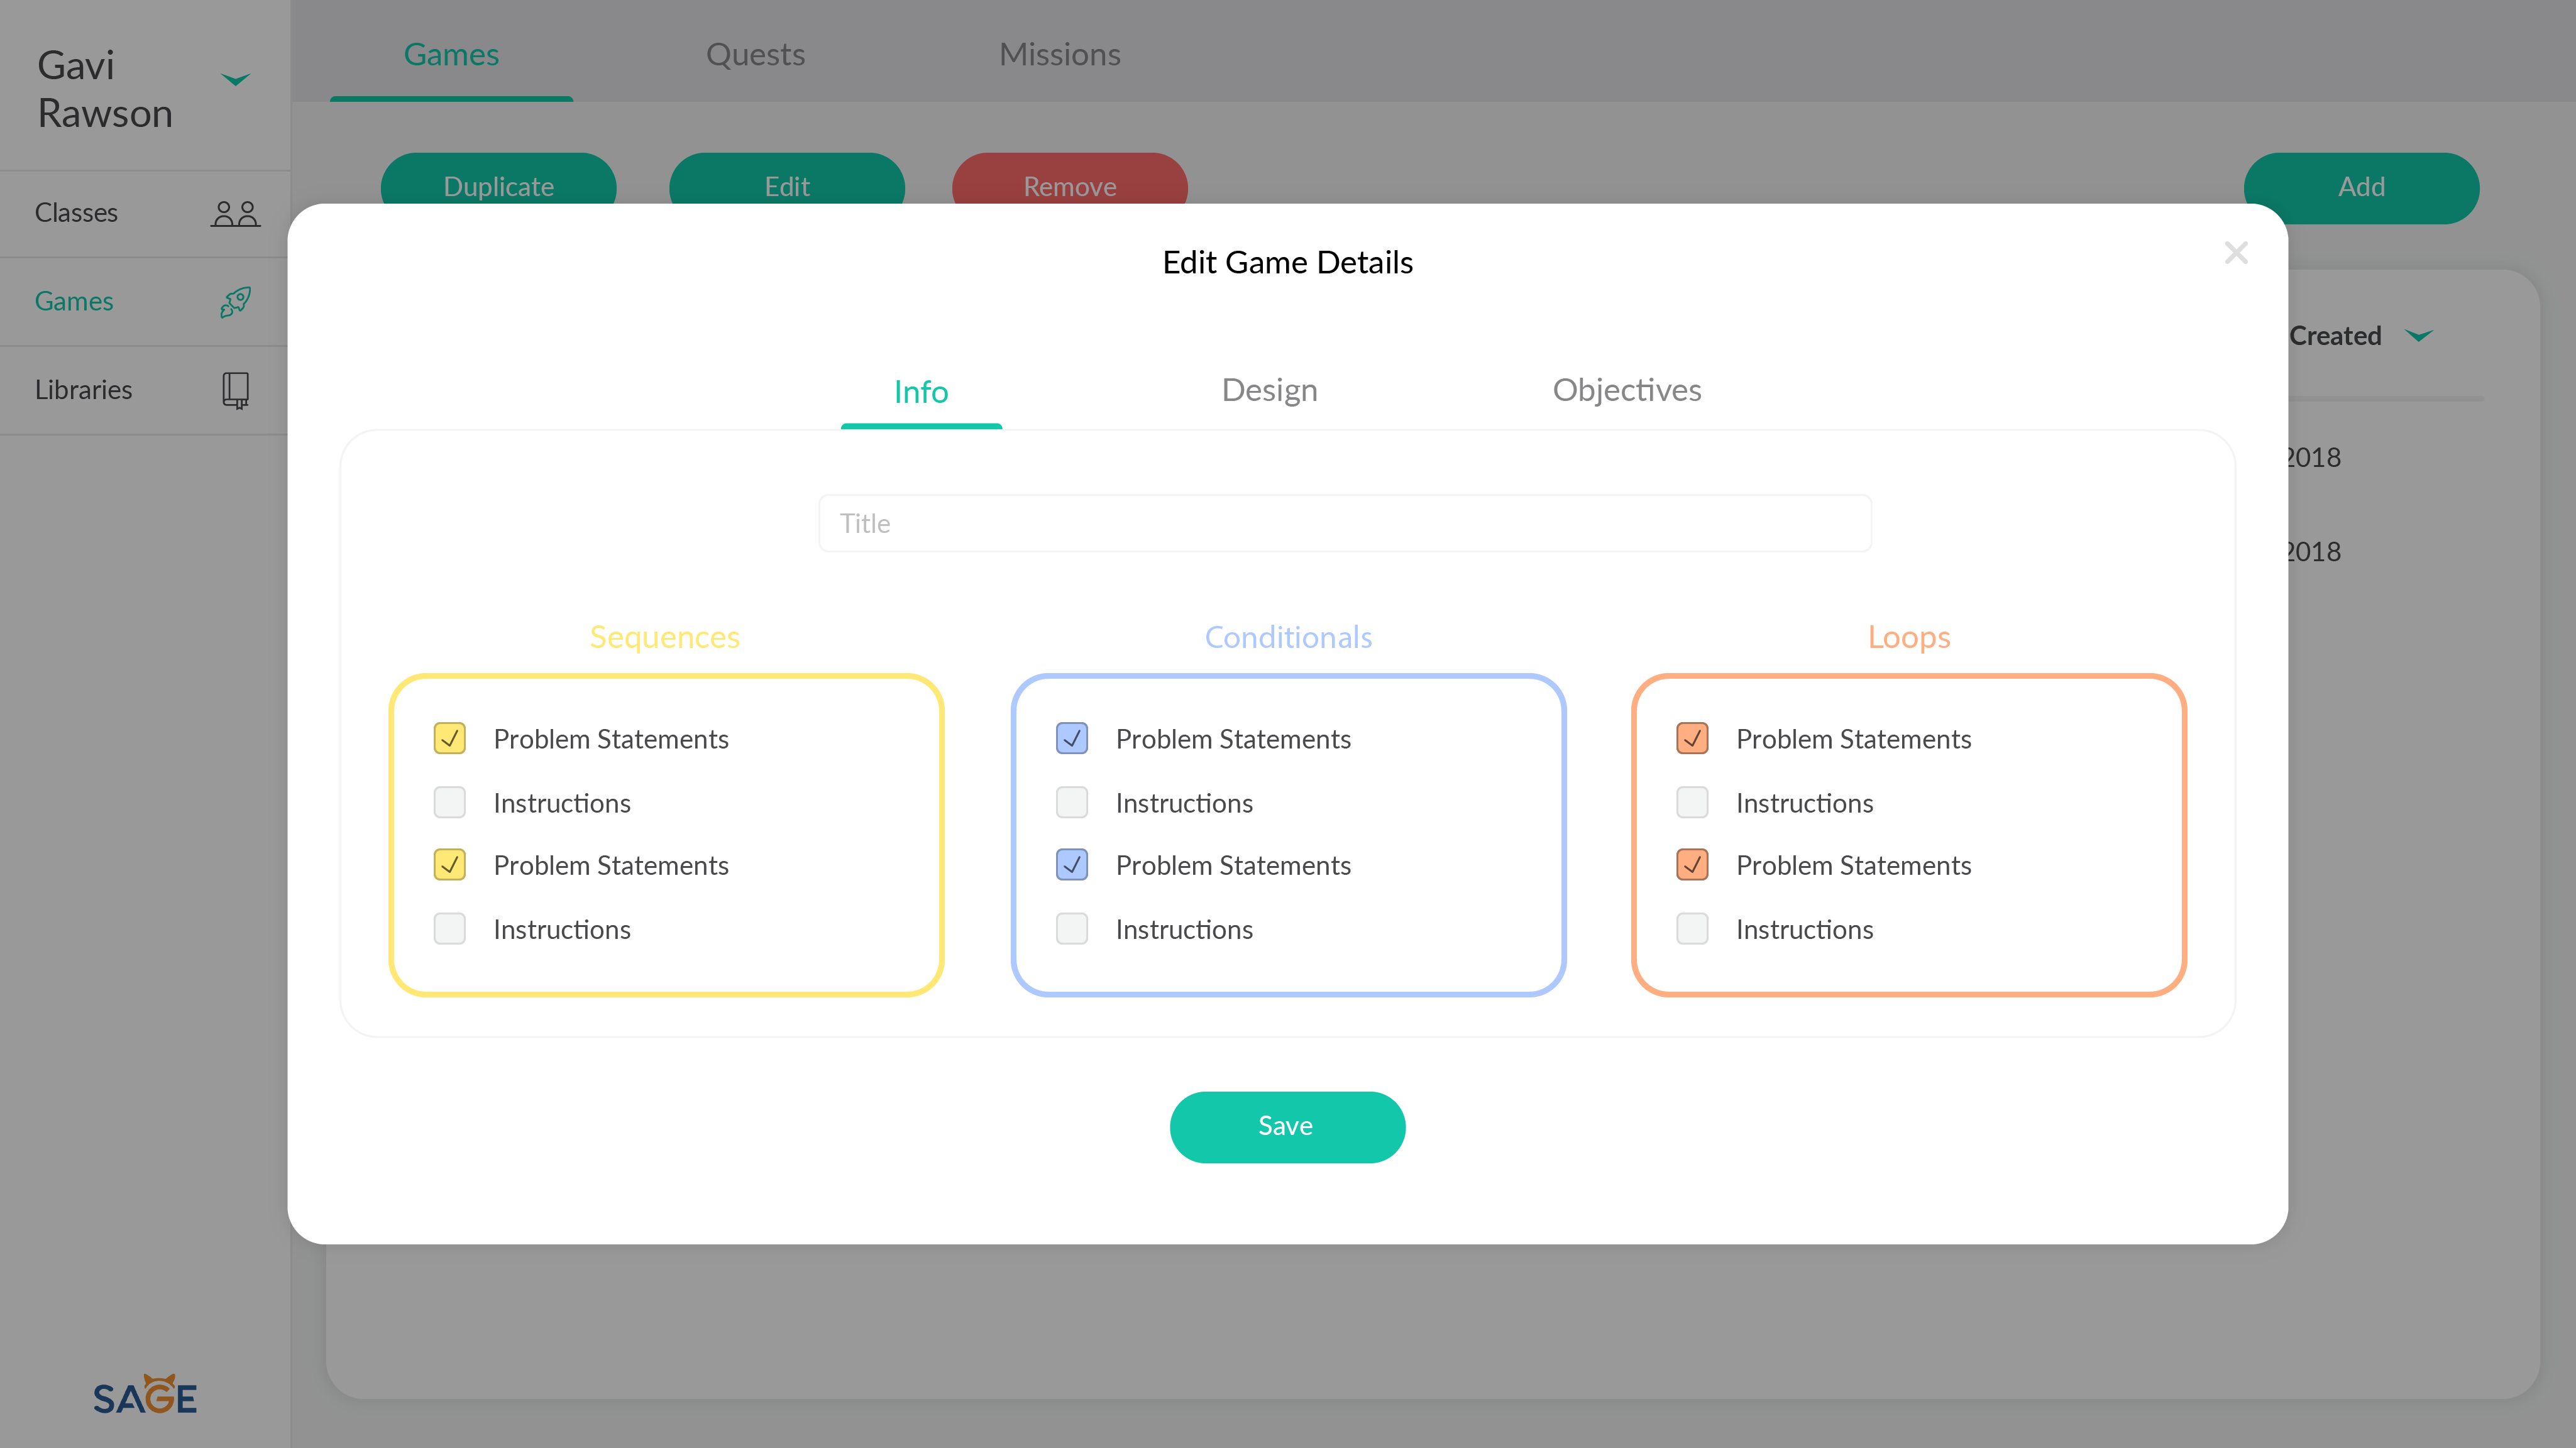 Gavi
Rawson
Classes
Games
Libraries
SAGE
Games
Quests
Missions
Duplicate
Edit
Remove
Add
Edit Game Details
Created
Info
Design
Objectives
2018
2018
Title
Sequences
Problem Statements
Instructions
Problem Statements
Instructions
Conditionals
Problem Statements
Instructions
Problem Statements
Instructions
Loops
Problem Statements
Instructions
Problem Statements
Instructions
Save